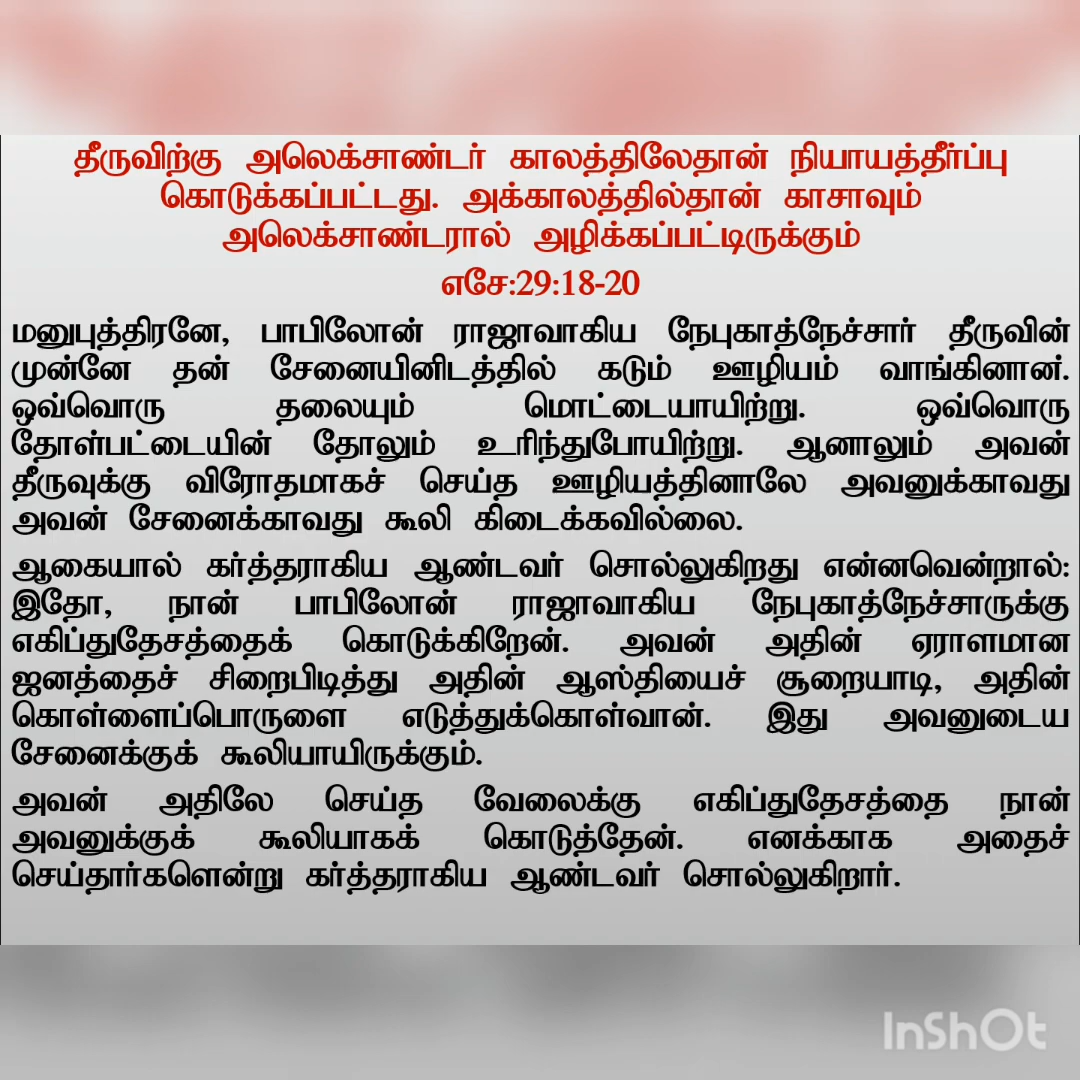 தீருவிற்கு அலெக்சாண்டர் காலத்திலேதான் நியாயத்தீர்ப்பு
கொடுக்கப்பட்டது. அக்காலத்தில்தான் காசாவும்
அலெக்சாண்டரால் அழிக்கப்பட்டிருக்கும்
எசே:29:18-20
மனுபுத்திரனே, பாபிலோன் ராஜாவாகிய நேபுகாத்நேச்சார் தீருவின்
முன்னே தன் சேனையினிடத்தில் கடும் ஊழியம் வாங்கினான்.
ஒவ்வொரு தலையும் மொட்டையாயிற்று. ஒவ்வொரு
தோள்பட்டையின் தோலும் உரிந்துபோயிற்று. ஆனாலும் அவன்
தீருவுக்கு விரோதமாகச் செய்த ஊழியத்தினாலே அவனுக்காவது
அவன் சேனைக்காவது கூலி கிடைக்கவில்லை.
ஆகையால் கர்த்தராகிய ஆண்டவர் சொல்லுகிறது என்னவென்றால்:
இதோ, நான் பாபிலோன் ராஜாவாகிய நேபுகாத்நேச்சாருக்கு
எகிப்துதேசத்தைக் கொடுக்கிறேன். அவன் அதின் ஏராளமான
ஜனத்தைச் சிறைபிடித்து அதின் ஆஸ்தியைச் சூறையாடி, அதின்
கொள்ளைப்பொருளை எடுத்துக்கொள்வான். இது அவனுடைய
சேனைக்குக் கூலியாயிருக்கும்.
அவன் அதிலே செய்த வேலைக்கு எகிப்துதேசத்தை நான்
அவனுக்குக் கூலியாகக் கொடுத்தேன். எனக்காக அதைச்
செய்தார்களென்று கர்த்தராகிய ஆண்டவர் சொல்லுகிறார்.
InShOt